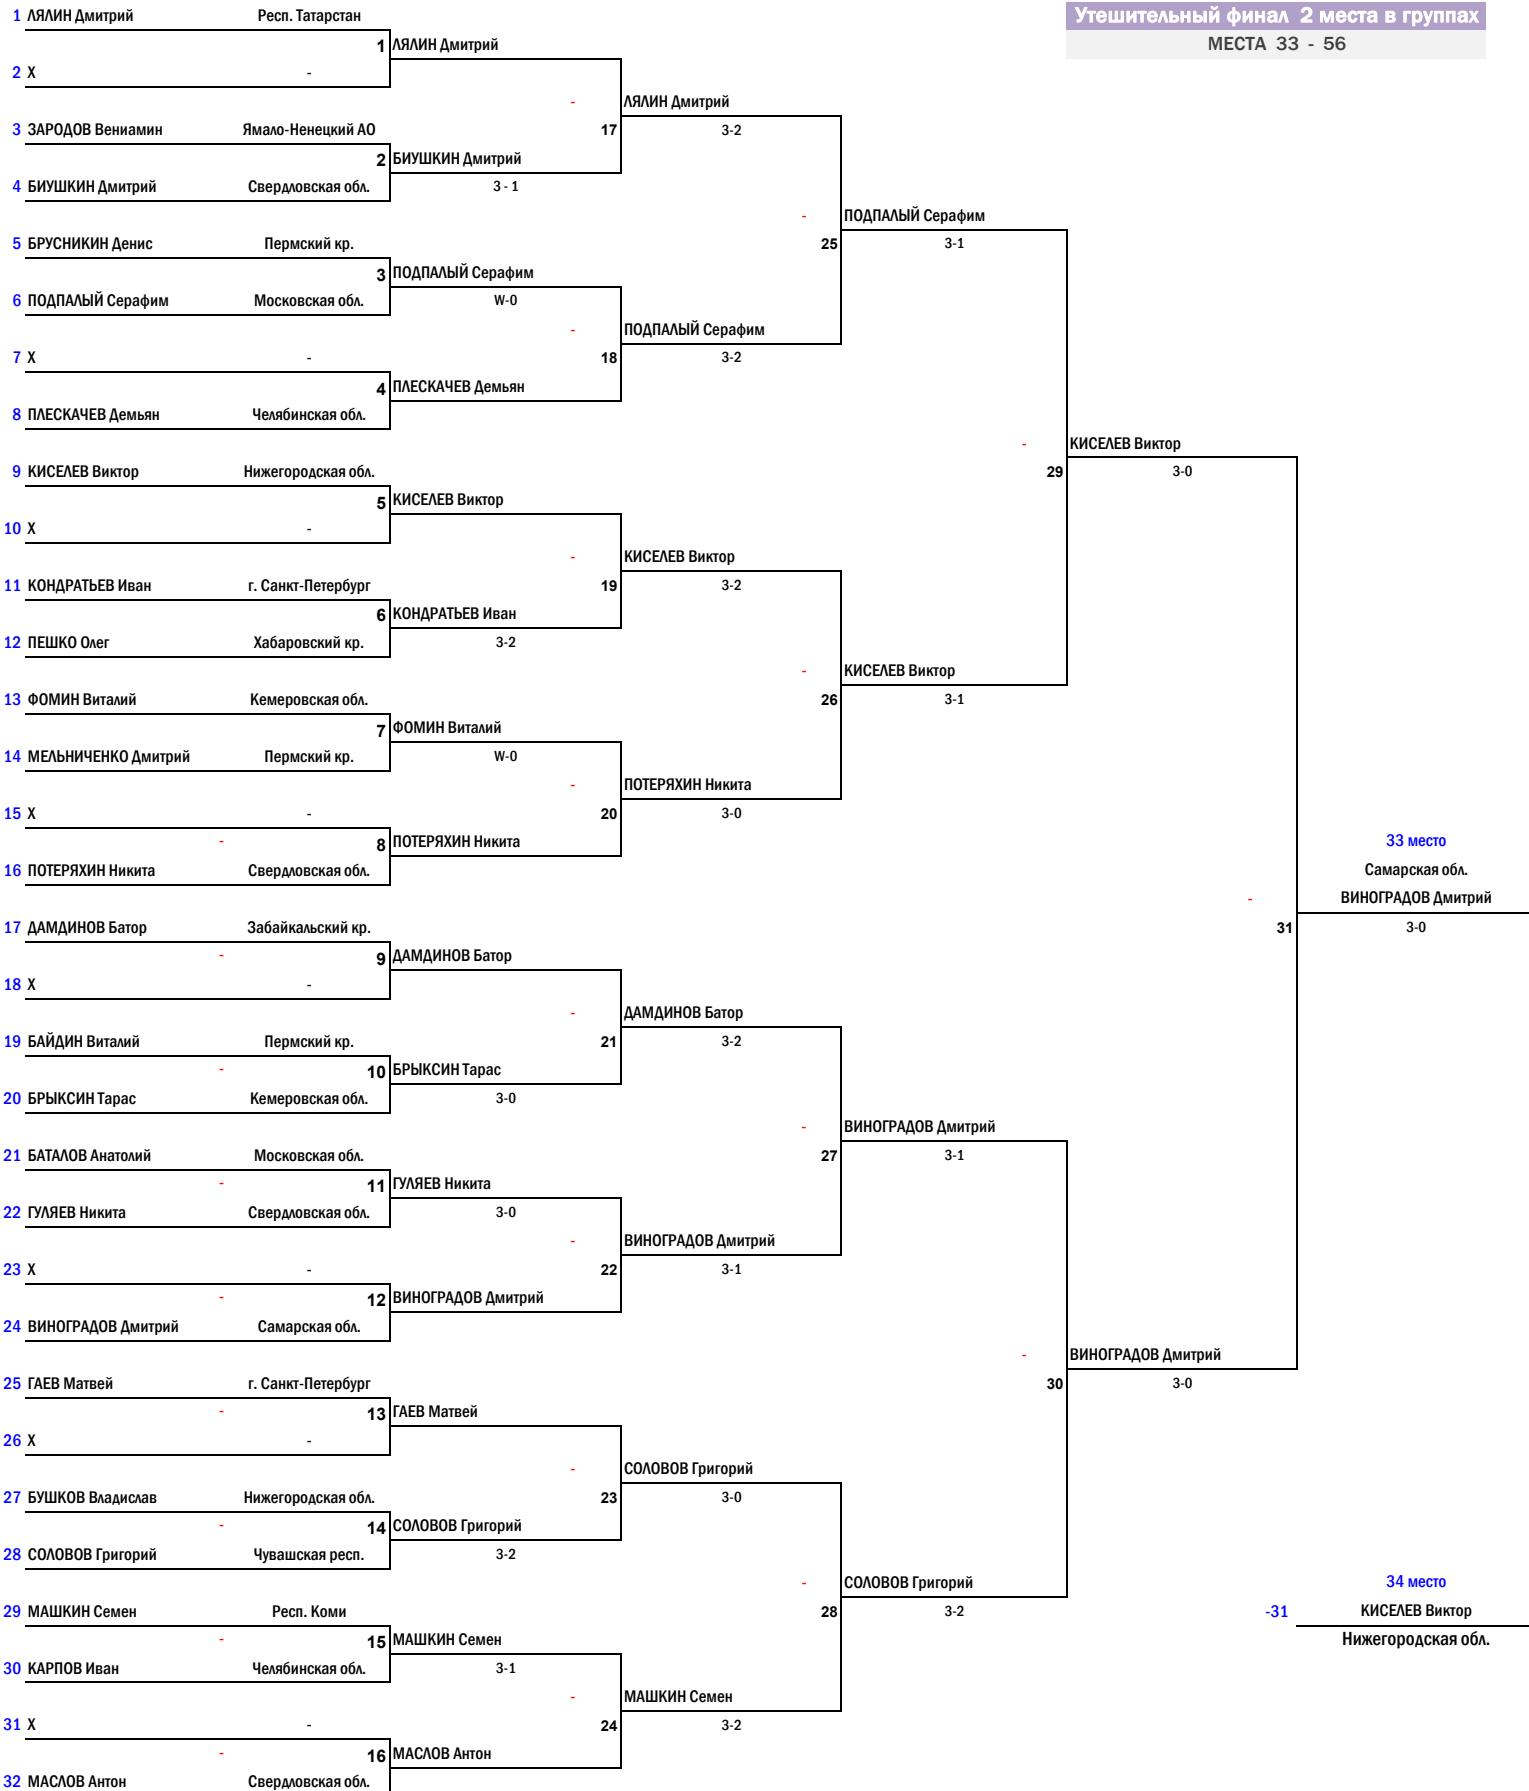 Утешительный финал 2 места в группах
МЕСТА 33 - 56
1 ЛЯЛИН Дмитрий Респ. Татарстан
1 ЛЯЛИН Дмитрий
2 X -
- ЛЯЛИН Дмитрий
3 ЗАРОДОВ Вениамин Ямало-Ненецкий АО 17 3-2
2 БИУШКИН Дмитрий
4 БИУШКИН Дмитрий Свердловская обл. 3 - 1
- ПОДПАЛЫЙ Серафим
5 БРУСНИКИН Денис Пермский кр. 25 3-1
3 ПОДПАЛЫЙ Серафим
6 ПОДПАЛЫЙ Серафим Московская обл. W-0
- ПОДПАЛЫЙ Серафим
7 X - 18 3-2
4 ПЛЕСКАЧЕВ Демьян
8 ПЛЕСКАЧЕВ Демьян Челябинская обл.
- КИСЕЛЕВ Виктор
9 КИСЕЛЕВ Виктор Нижегородская обл. 29 3-0
5 КИСЕЛЕВ Виктор
10 X -
- КИСЕЛЕВ Виктор
11 КОНДРАТЬЕВ Иван г. Санкт-Петербург 19 3-2
6 КОНДРАТЬЕВ Иван
12 ПЕШКО Олег Хабаровский кр. 3-2
- КИСЕЛЕВ Виктор
13 ФОМИН Виталий Кемеровская обл. 26 3-1
7 ФОМИН Виталий
14 МЕЛЬНИЧЕНКО Дмитрий Пермский кр. W-0
- ПОТЕРЯХИН Никита
15 X - 20 3-0
- 8 ПОТЕРЯХИН Никита 33 место
16 ПОТЕРЯХИН Никита Свердловская обл. Самарская обл.
- ВИНОГРАДОВ Дмитрий
17 ДАМДИНОВ Батор Забайкальский кр. 31 3-0
- 9 ДАМДИНОВ Батор
18 X -
- ДАМДИНОВ Батор
19 БАЙДИН Виталий Пермский кр. 21 3-2
- 10 БРЫКСИН Тарас
20 БРЫКСИН Тарас Кемеровская обл. 3-0
- ВИНОГРАДОВ Дмитрий
21 БАТАЛОВ Анатолий Московская обл. 27 3-1
- 11 ГУЛЯЕВ Никита
22 ГУЛЯЕВ Никита Свердловская обл. 3-0
- ВИНОГРАДОВ Дмитрий
23 X - 22 3-1
- 12 ВИНОГРАДОВ Дмитрий
24 ВИНОГРАДОВ Дмитрий Самарская обл.
- ВИНОГРАДОВ Дмитрий
25 ГАЕВ Матвей г. Санкт-Петербург 30 3-0
- 13 ГАЕВ Матвей
26 X -
- СОЛОВОВ Григорий
27 БУШКОВ Владислав Нижегородская обл. 23 3-0
- 14 СОЛОВОВ Григорий
28 СОЛОВОВ Григорий Чувашская респ. 3-2
- СОЛОВОВ Григорий 34 место
29 МАШКИН Семен Респ. Коми 28 3-2 -31 КИСЕЛЕВ Виктор
- 15 МАШКИН Семен Нижегородская обл.
30 КАРПОВ Иван Челябинская обл. 3-1
- МАШКИН Семен
31 X - 24 3-2
- 16 МАСЛОВ Антон
32 МАСЛОВ Антон Свердловская обл.